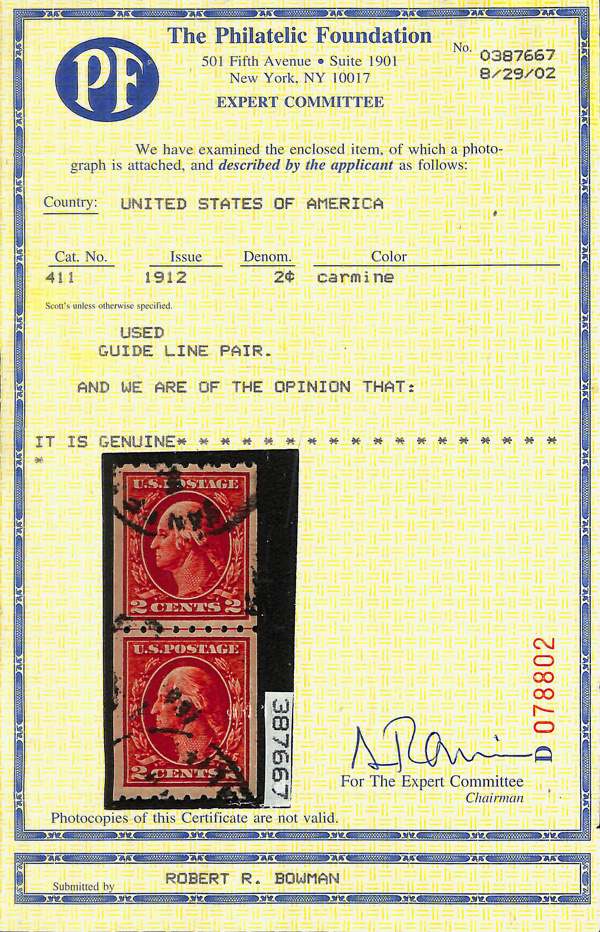 The Philatelic Foundation
PF
501 Fifth Avenue • Suite 1901
New York, NY 10017
EXPERT COMMITTEE
No. 0387667
8/29/02
We have examined the enclosed item, of which a photo-
graph is attached, and described by the applicant as follows:
Country: UNITED STATES OF AMERICA
Cat. No. Issue Denom. Color
411 1912 2¢ carmine
Scott's unless otherwise specified.
USED
GUIDE LINE PAIR.
AND WE ARE OF THE OPINION THAT:
IT IS GENUINE* * * * * * * * * * * * * * * * * *
*
U.S. POSTAGE
2 CENTS 2
U.S. POSTAGE
2 CENTS 2
387667
D 078802
For The Expert Committee
Chairman
Photocopies of this Certificate are not valid.
Submitted by ROBERT R. BOWMAN